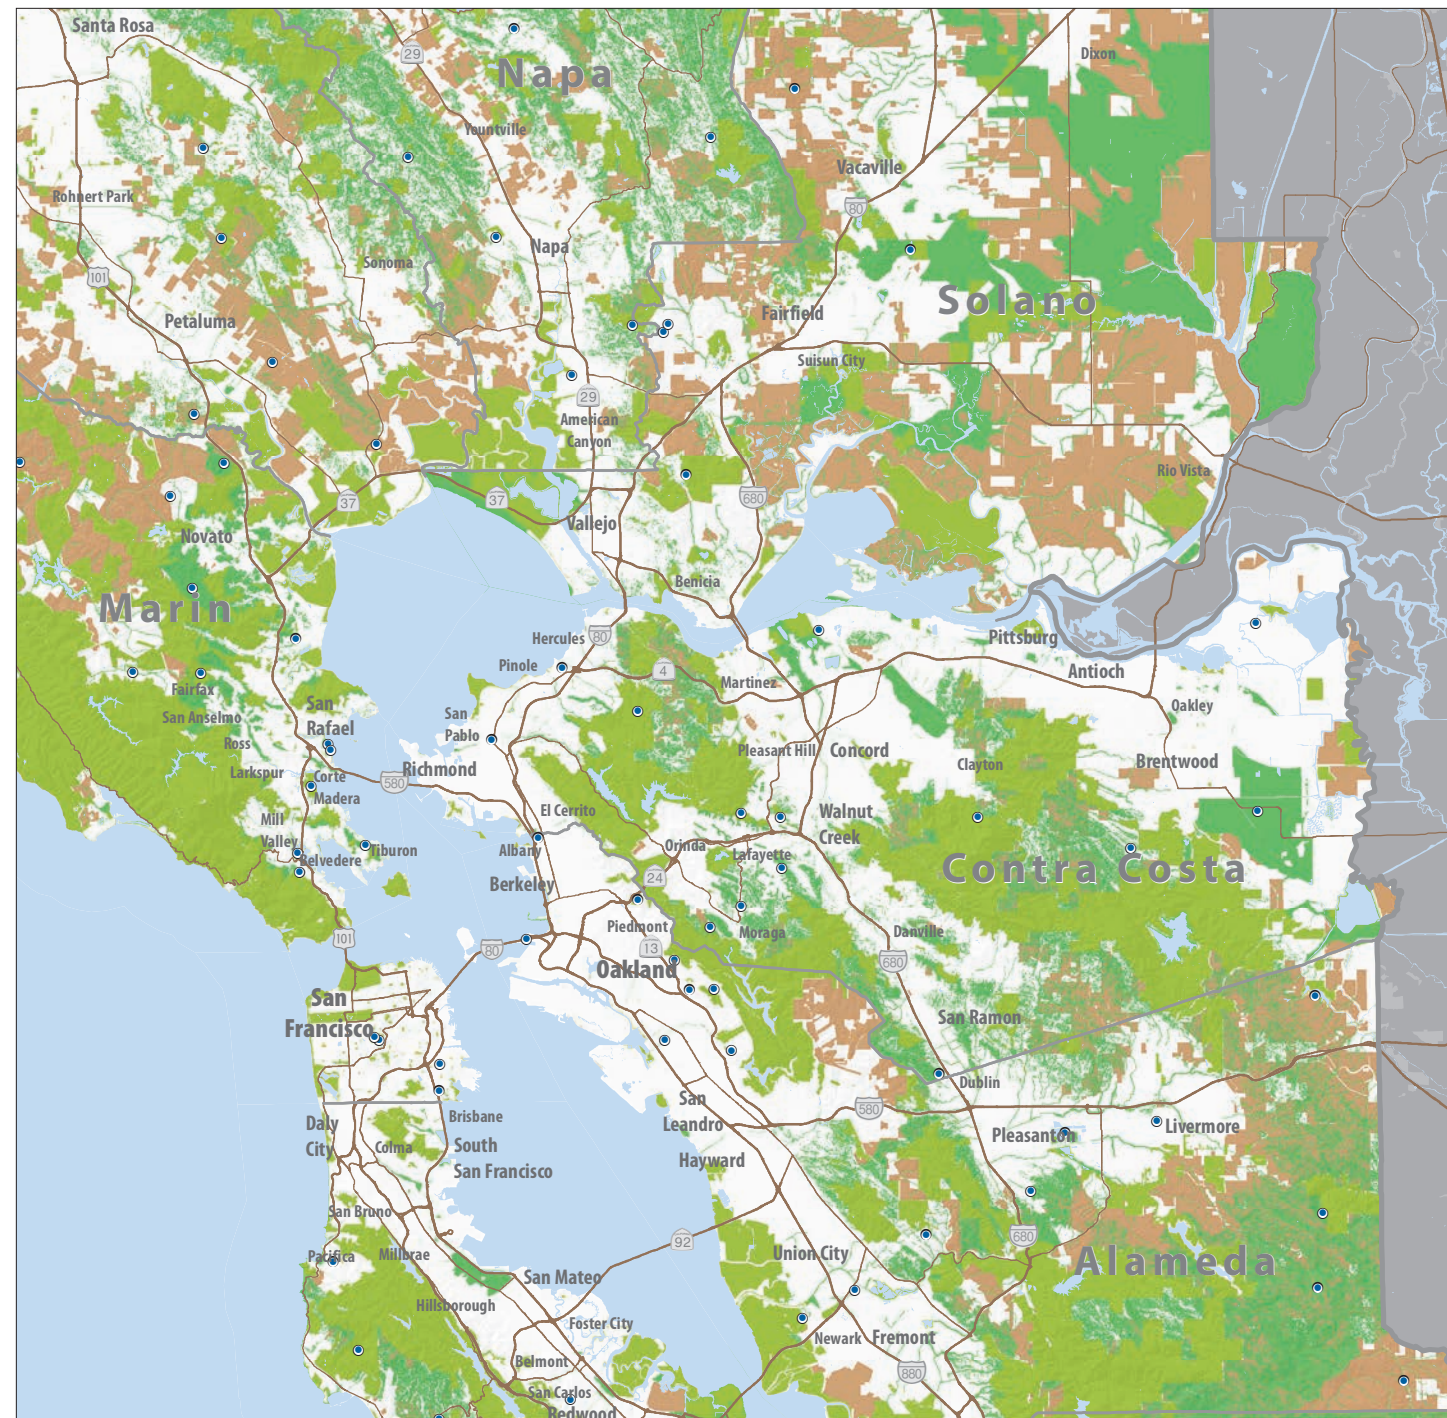 Santa Rosa
29
Napa
Dixon
Yountville
Vacaville
Rohnert Park
80
Napa
Sonoma
101
Solano
Petaluma
Fairfield
Suisun City
29
American
Canyon
Rio Vista
37
37
680
Vallejo
Novato
Benicia
Marin
Hercules
80
Pittsburg
Pinole
4
Antioch
Martinez
Fairfax
San Anselmo
San
Rafael
San
Pablo
Oakley
Ross
Pleasant Hill
Concord
Larkspur
Corte
Madera
580
Richmond
Clayton
Brentwood
El Cerrito
Walnut
Creek
Mill
Valley
Belvedere
Tiburon
Albany
Orinda
Lafayette
Contra Costa
Berkeley
24
Piedmont
Moraga
Danville
101
80
13
Oakland
680
San
Francisco
San Ramon
Dublin
San
Leandro
580
Brisbane
Daly
City
Colma
South
San Francisco
Pleasanton
Livermore
Hayward
San Bruno
92
Pacifica
Millbrae
Union City
680
Alameda
San Mateo
Hillsborough
Foster City
Newark
Fremont
Belmont
880
San Carlos
Redwood